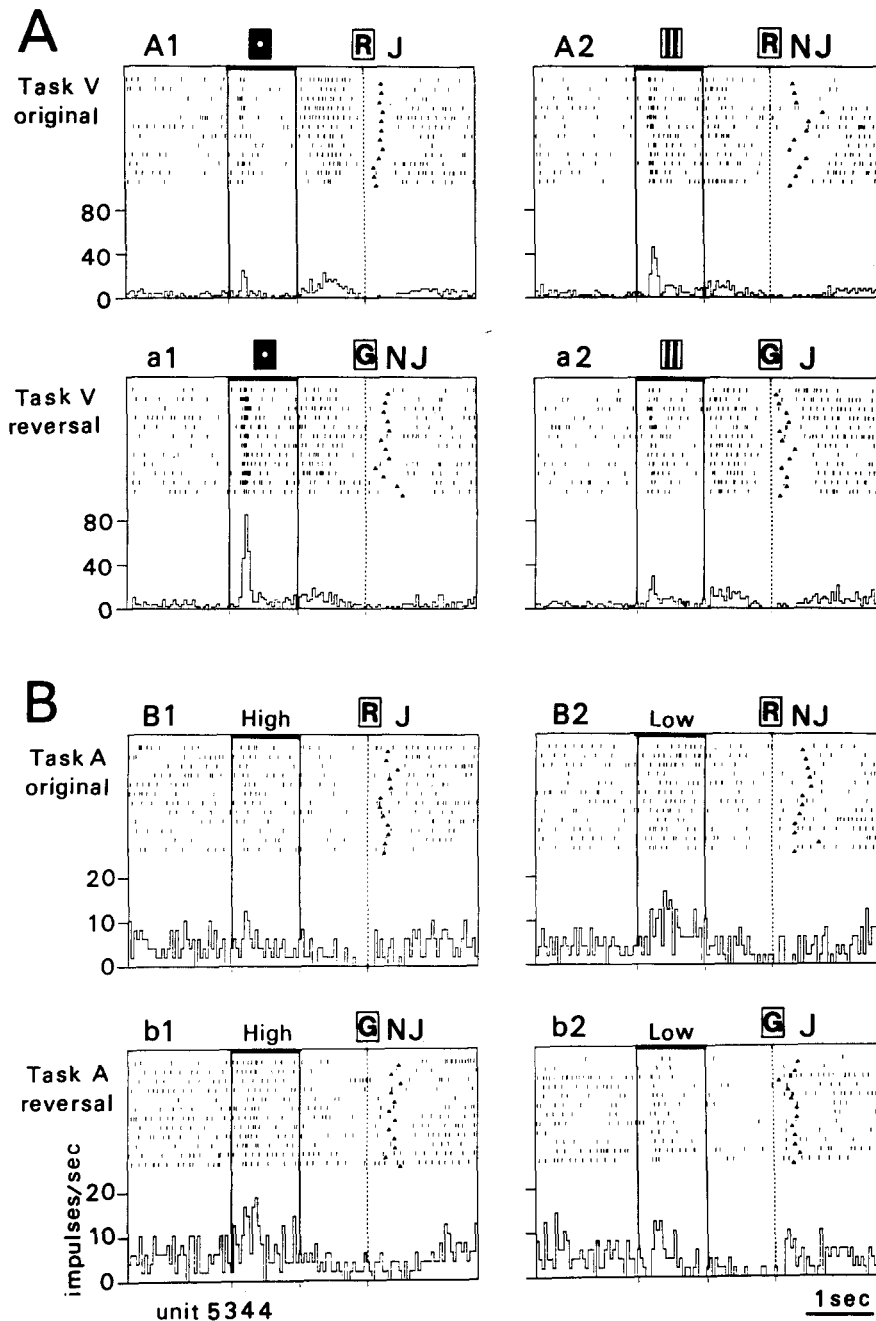 A
A1 R J
A2 R NJ
Task V
original
80
40
0
a1 G NJ
a2 G J
Task V
reversal
80
40
0
B
B1 High R J
B2 Low R NJ
Task A
original
20
10
0
b1 High G NJ
b2 Low G J
Task A
reversal
impulses/sec
20
10
0
unit 5344
1sec